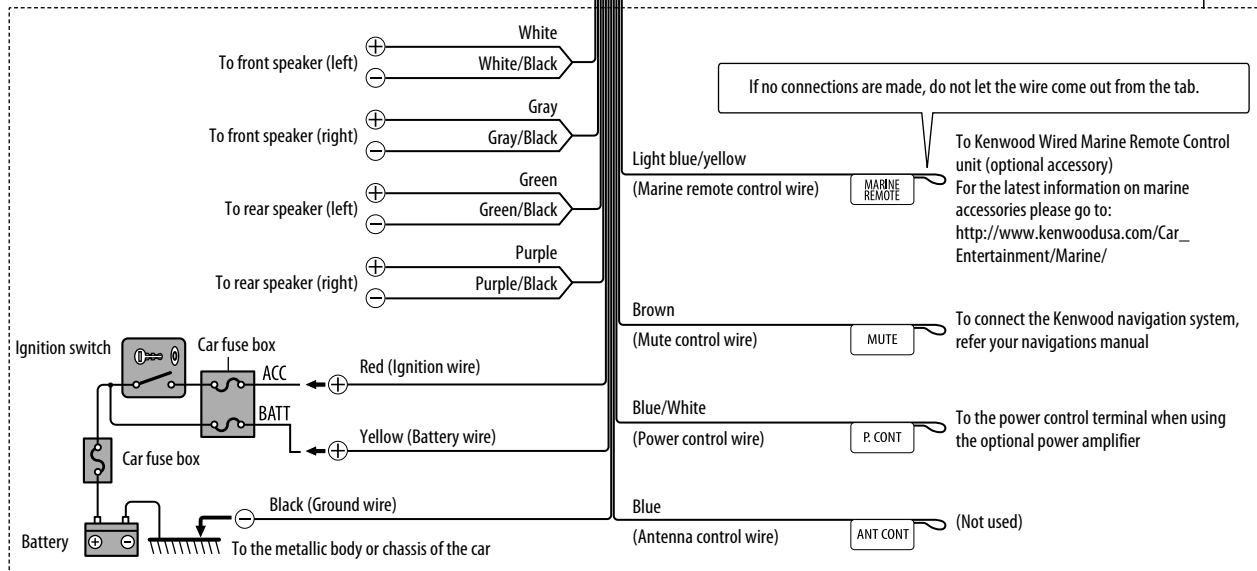 White
To front speaker (left)
White/Black
Gray
To front speaker (right)
Gray/Black
Green
To rear speaker (left)
Green/Black
Purple
To rear speaker (right)
Purple/Black
Ignition switch
Car fuse box
ACC
Red (Ignition wire)
BATT
Yellow (Battery wire)
Car fuse box
Black (Ground wire)
Battery
To the metallic body or chassis of the car
If no connections are made, do not let the wire come out from the tab.
Light blue/yellow
(Marine remote control wire)
MARINE
REMOTE
To Kenwood Wired Marine Remote Control
unit (optional accessory)
For the latest information on marine
accessories please go to:
http://www.kenwoodusa.com/Car_
Entertainment/Marine/
Brown
(Mute control wire)
MUTE
To connect the Kenwood navigation system,
refer your navigations manual
Blue/White
(Power control wire)
P. CONT
To the power control terminal when using
the optional power amplifier
Blue
(Antenna control wire)
ANT CONT
(Not used)